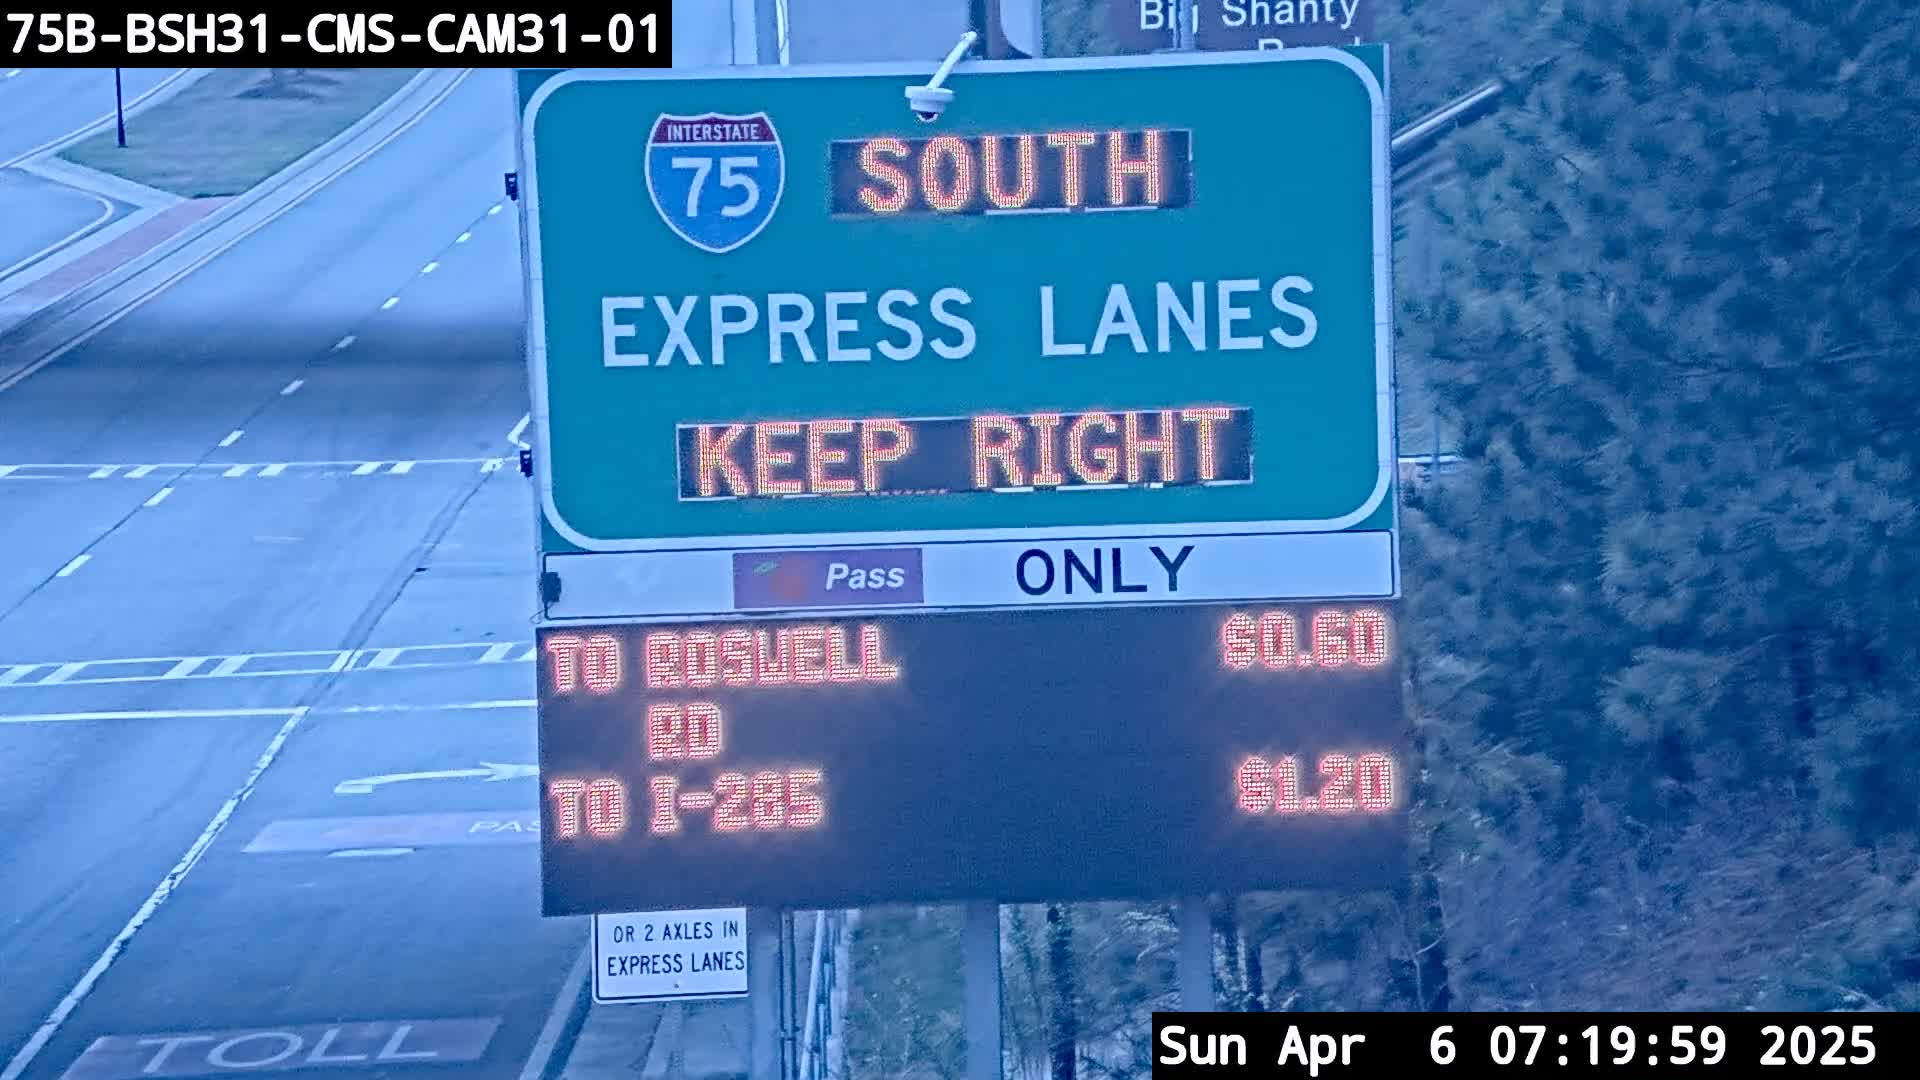 75B-BSH31-CMS-CAM31-01
Big Shanty
INTERSTATE
75
SOUTH
EXPRESS LANES
KEEP RIGHT
Pass ONLY
TO ROSWELL $0.60
RD
TO I-285 $1.20
OR 2 AXLES IN
EXPRESS LANES
TOLL
Sun Apr 6 07:19:59 2025